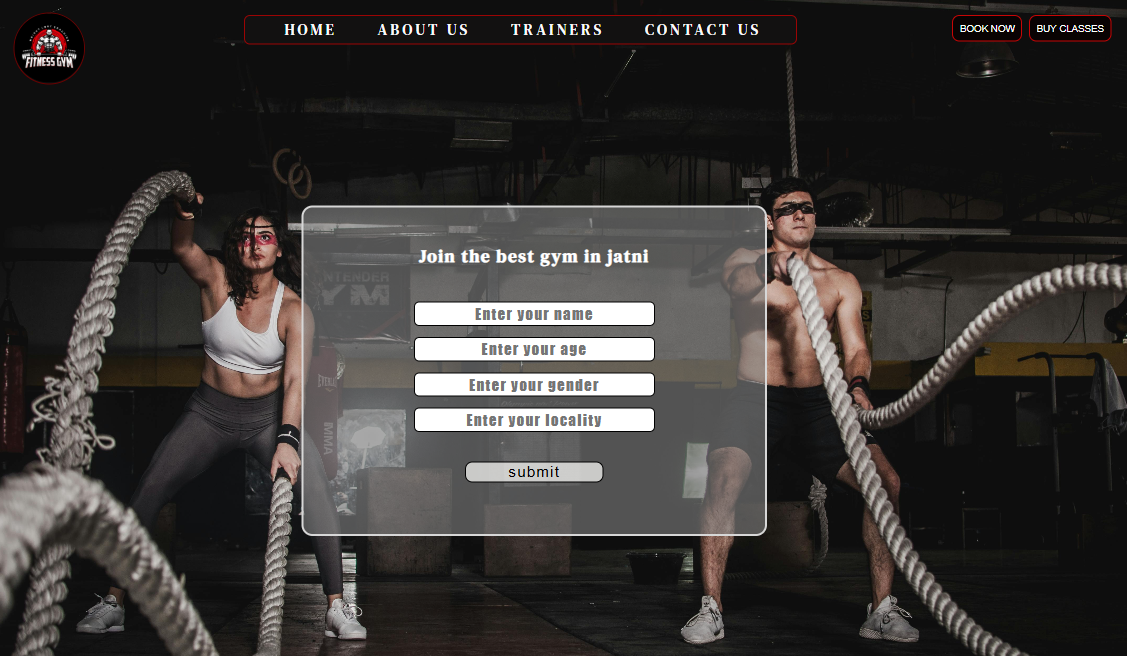 HOME ABOUT US TRAINERS CONTACT US
BOOK NOW BUY CLASSES
FITNESS GYM
Join the best gym in jatni
Enter your name
Enter your age
Enter your gender
Enter your locality
submit
MMA